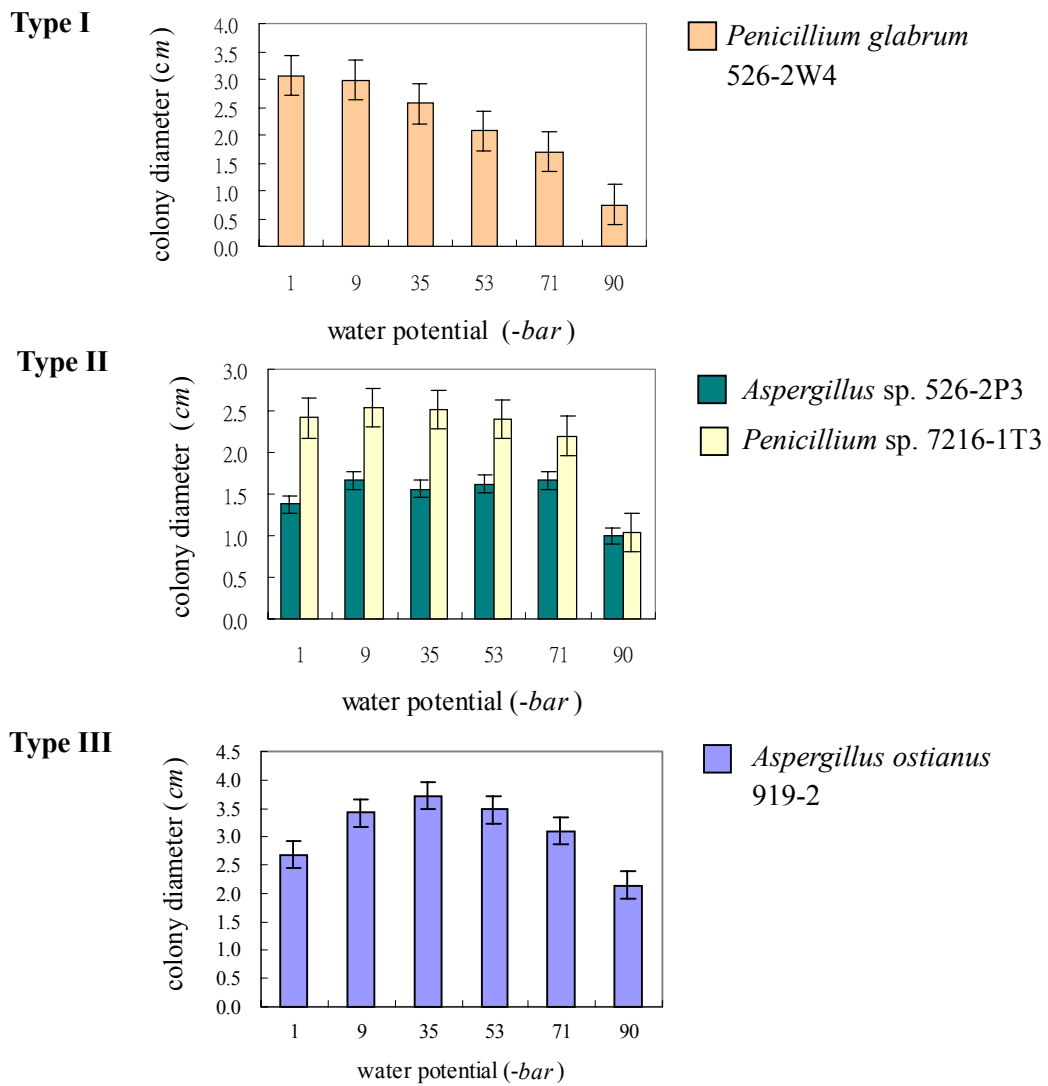 Type I
4.0
3.5
3.0
2.5
2.0
1.5
1.0
0.5
0.0
colony diameter (cm)
1 9 35 53 71 90
water potential (-bar)
Penicillium glabrum
526-2W4
Type II
3.0
2.5
2.0
1.5
1.0
0.5
0.0
colony diameter (cm)
1 9 35 53 71 90
water potential (-bar)
Aspergillus sp. 526-2P3
Penicillium sp. 7216-1T3
Type III
4.5
4.0
3.5
3.0
2.5
2.0
1.5
1.0
0.5
0.0
colony diameter (cm)
1 9 35 53 71 90
water potential (-bar)
Aspergillus ostianus
919-2